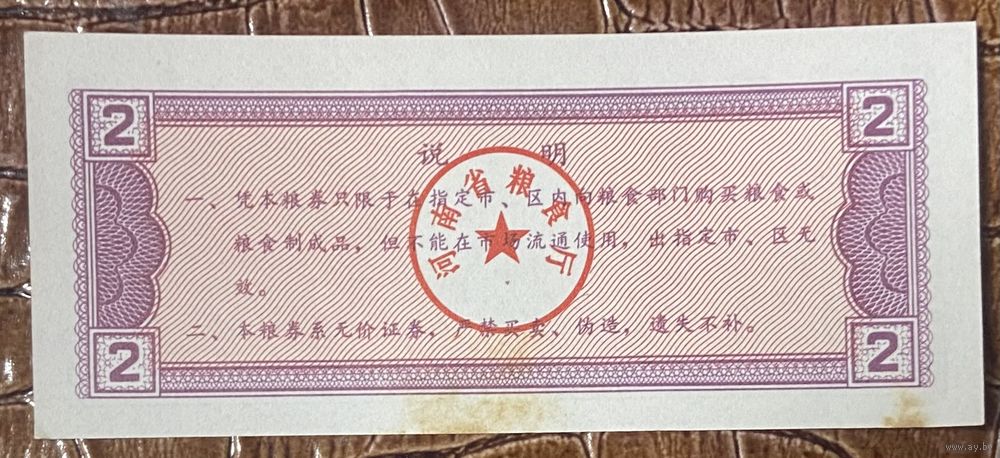 2
2
说 明
一、凭本粮券只限于在指定市、区内向粮食部门购买粮食或
粮食制成品，但不能在市场流通使用，出指定市、区无
效。
二、本粮券系无价证券，严禁买卖、伪造，遗失不补。
河南省粮食厅
2
2
www.ay.by